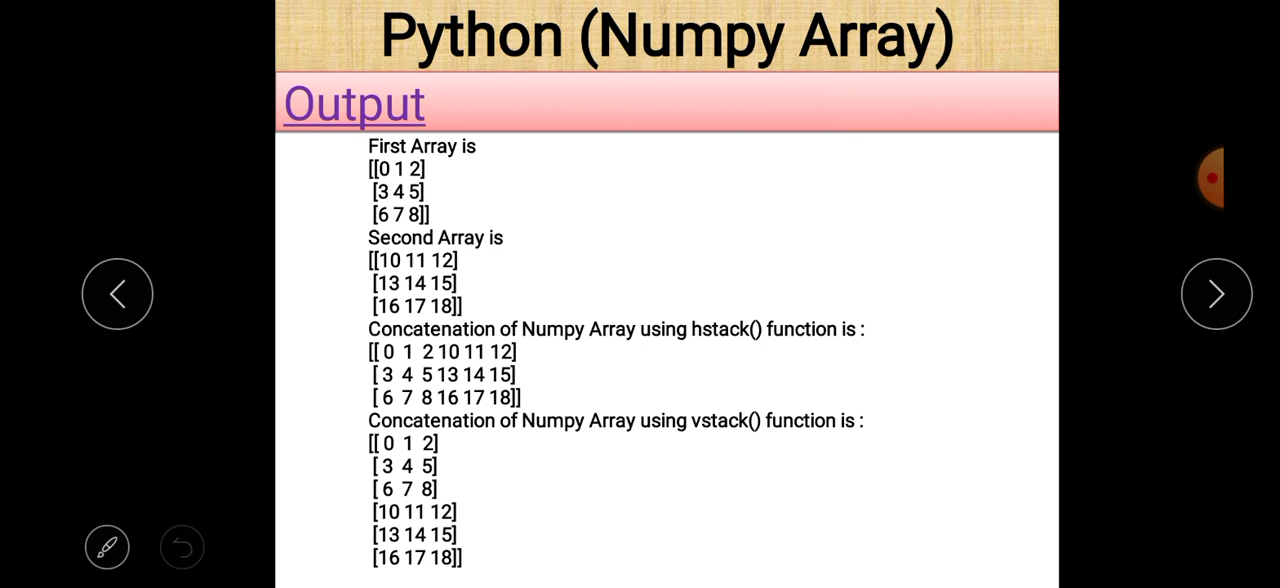 Python (Numpy Array)
Output
First Array is
[[0 1 2]
[3 4 5]
[6 7 8]]
Second Array is
[[10 11 12]
[13 14 15]
[16 17 18]]
Concatenation of Numpy Array using hstack() function is :
[[ 0 1 2 10 11 12]
[ 3 4 5 13 14 15]
[ 6 7 8 16 17 18]]
Concatenation of Numpy Array using vstack() function is :
[[ 0 1 2]
[ 3 4 5]
[ 6 7 8]
[10 11 12]
[13 14 15]
[16 17 18]]